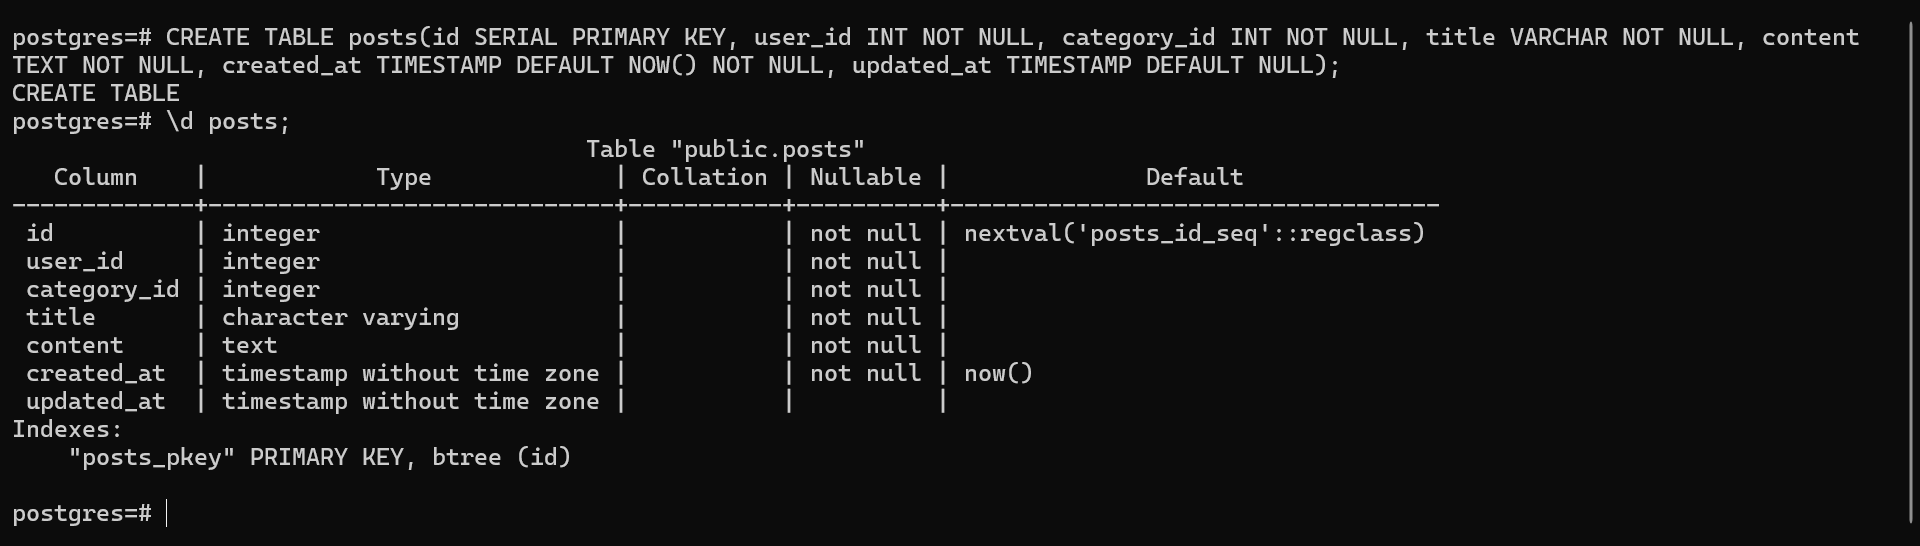 postgres=# CREATE TABLE posts(id SERIAL PRIMARY KEY, user_id INT NOT NULL, category_id INT NOT NULL, title VARCHAR NOT NULL, content
TEXT NOT NULL, created_at TIMESTAMP DEFAULT NOW() NOT NULL, updated_at TIMESTAMP DEFAULT NULL);
CREATE TABLE
postgres=# \d posts;
                                         Table "public.posts"
   Column    |            Type             | Collation | Nullable |              Default
-------------+-----------------------------+-----------+----------+-----------------------------------
 id          | integer                     |           | not null | nextval('posts_id_seq'::regclass)
 user_id     | integer                     |           | not null |
 category_id | integer                     |           | not null |
 title       | character varying           |           | not null |
 content     | text                        |           | not null |
 created_at  | timestamp without time zone |           | not null | now()
 updated_at  | timestamp without time zone |           |          |
Indexes:
    "posts_pkey" PRIMARY KEY, btree (id)

postgres=#